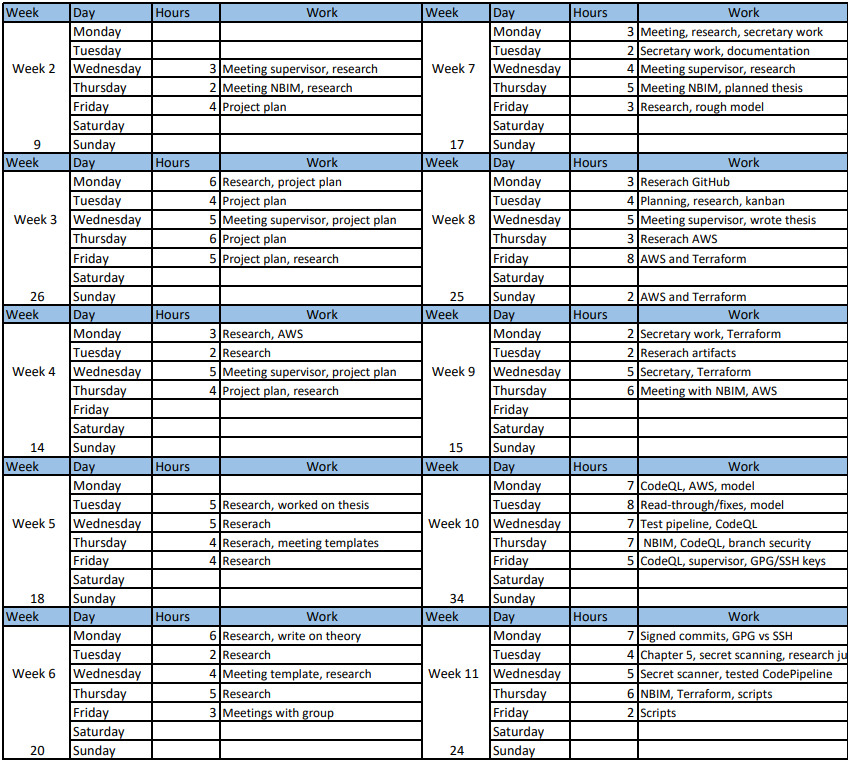 Week Day Hours Work Week Day Hours Work
Monday Monday 3 Meeting, research, secretary work
Tuesday Tuesday 2 Secretary work, documentation
Week 2 Wednesday 3 Meeting supervisor, research Week 7 Wednesday 4 Meeting supervisor, research
Thursday 2 Meeting NBIM, research Thursday 5 Meeting NBIM, planned thesis
Friday 4 Project plan Friday 3 Research, rough model
Saturday Saturday
9 Sunday 17 Sunday
Week Day Hours Work Week Day Hours Work
Monday 6 Research, project plan Monday 3 Reserach GitHub
Tuesday 4 Project plan Tuesday 4 Planning, research, kanban
Week 3 Wednesday 5 Meeting supervisor, project plan Week 8 Wednesday 5 Meeting supervisor, wrote thesis
Thursday 6 Project plan Thursday 3 Reserach AWS
Friday 5 Project plan, research Friday 8 AWS and Terraform
Saturday Saturday
26 Sunday 25 Sunday 2 AWS and Terraform
Week Day Hours Work Week Day Hours Work
Monday 3 Research, AWS Monday 2 Secretary work, Terraform
Tuesday 2 Research Tuesday 2 Reserach artifacts
Week 4 Wednesday 5 Meeting supervisor, project plan Week 9 Wednesday 5 Secretary, Terraform
Thursday 4 Project plan, research Thursday 6 Meeting with NBIM, AWS
Friday Friday
Saturday Saturday
14 Sunday 15 Sunday
Week Day Hours Work Week Day Hours Work
Monday Monday 7 CodeQL, AWS, model
Tuesday 5 Research, worked on thesis Tuesday 8 Read-through/fixes, model
Week 5 Wednesday 5 Reserach Week 10 Wednesday 7 Test pipeline, CodeQL
Thursday 4 Reserach, meeting templates Thursday 7 NBIM, CodeQL, branch security
Friday 4 Research Friday 5 CodeQL, supervisor, GPG/SSH keys
Saturday Saturday
18 Sunday 34 Sunday
Week Day Hours Work Week Day Hours Work
Monday 6 Research, write on theory Monday 7 Signed commits, GPG vs SSH
Tuesday 2 Research Tuesday 4 Chapter 5, secret scanning, research ju
Week 6 Wednesday 4 Meeting template, research Week 11 Wednesday 5 Secret scanner, tested CodePipeline
Thursday 5 Research Thursday 6 NBIM, Terraform, scripts
Friday 3 Meetings with group Friday 2 Scripts
Saturday Saturday
20 Sunday 24 Sunday